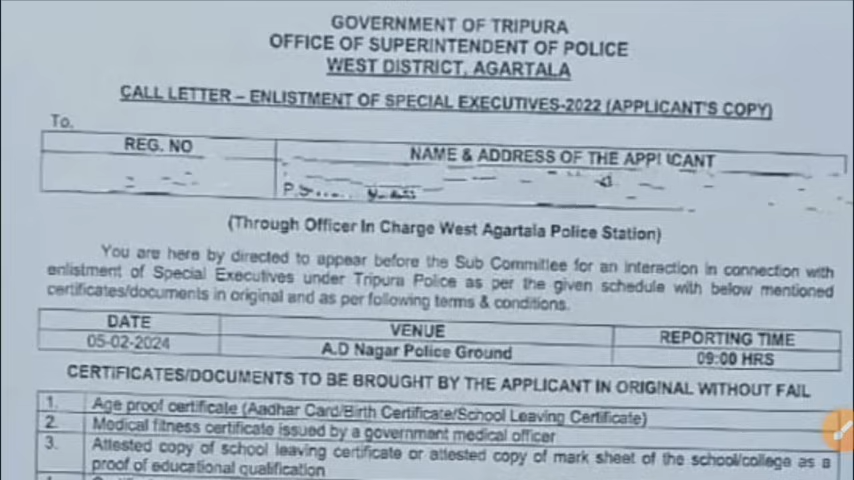 GOVERNMENT OF TRIPURA
OFFICE OF SUPERINTENDENT OF POLICE
WEST DISTRICT, AGARTALA
CALL LETTER – ENLISTMENT OF SPECIAL EXECUTIVES-2022 (APPLICANT'S COPY)
To,
REG. NO NAME & ADDRESS OF THE APPLICANT
(Through Officer In Charge West Agartala Police Station)
You are here by directed to appear before the Sub Committee for an interaction in connection with
enlistment of Special Executives under Tripura Police as per the given schedule with below mentioned
certificates/documents in original and as per following terms & conditions.
DATE VENUE REPORTING TIME
05-02-2024 A.D Nagar Police Ground 09:00 HRS
CERTIFICATES/DOCUMENTS TO BE BROUGHT BY THE APPLICANT IN ORIGINAL WITHOUT FAIL
1. Age proof certificate (Aadhar Card/Birth Certificate/School Leaving Certificate)
2. Medical fitness certificate issued by a government medical officer
3. Attested copy of school leaving certificate or attested copy of mark sheet of the school/college as a
proof of educational qualification